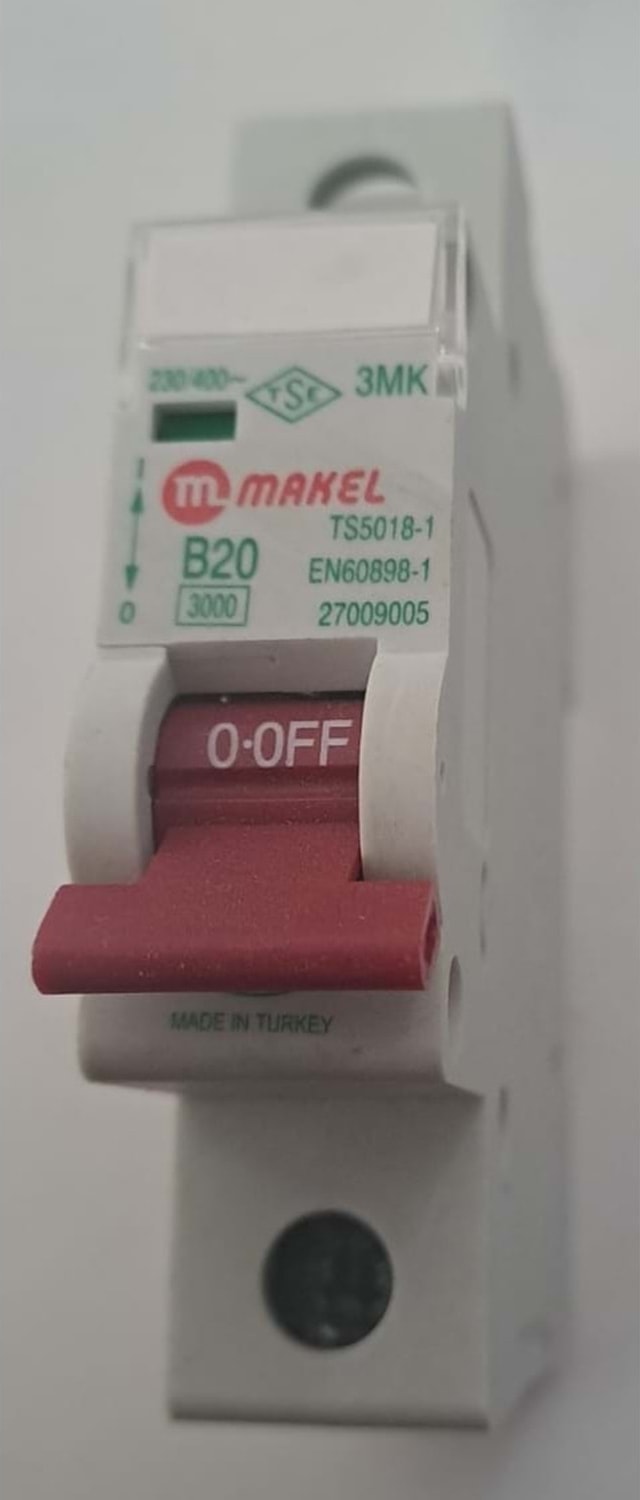 230/400~ TSE 3MK
I
m MAKEL
TS5018-1
B20 EN60898-1
0 3000 27009005
0·OFF
MADE IN TURKEY